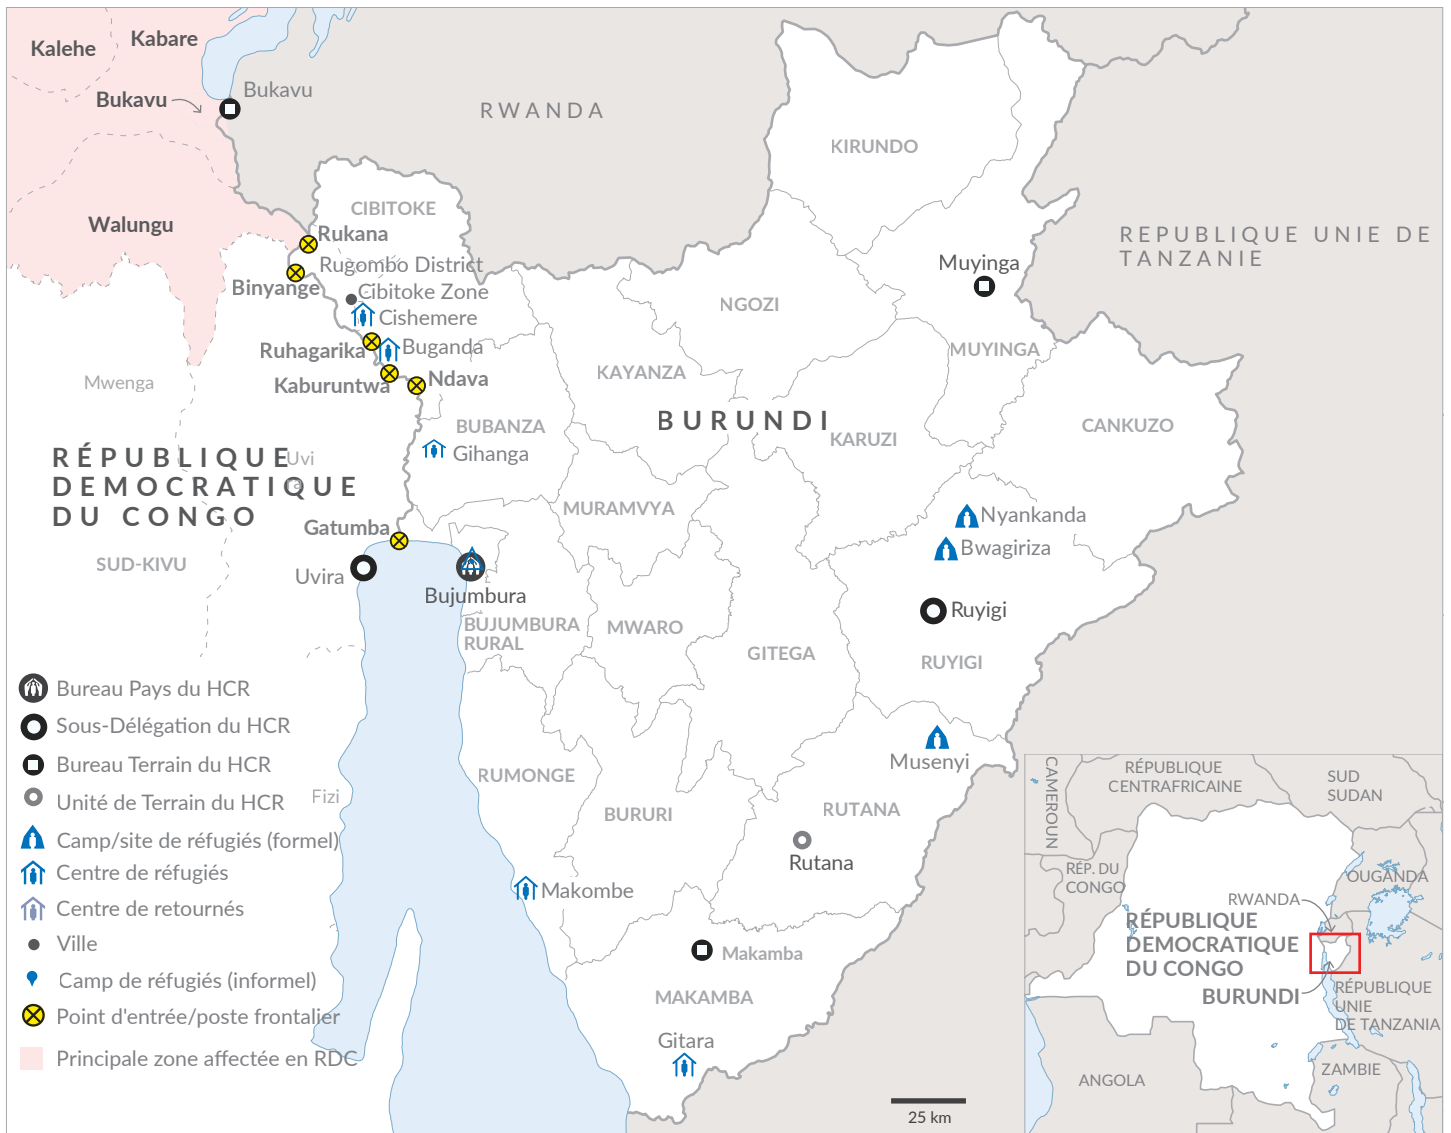 Kalehe
Kabare
Bukavu
Bukavu
RWANDA
KIRUNDO
Walungu
CIBITOKE
Rukana
REPUBLIQUE UNIE DE
TANZANIE
Rugombo District
Muyinga
Binyange
Cibitoke Zone
NGOZI
Cishemere
Ruhagarika
Buganda
MUYINGA
Mwenga
Kaburuntwa
Ndava
KAYANZA
BURUNDI
BUBANZA
KARUZI
CANKUZO
Gihanga
RÉPUBLIQUE
DEMOCRATIQUE
DU CONGO
Uvi
ra
MURAMVYA
Nyankanda
Gatumba
Bwagiriza
SUD-KIVU
Uvira
Bujumbura
Ruyigi
BUJUMBURA
RURAL
MWARO
GITEGA
RUYIGI
Musenyi
RUMONGE
BURURI
RUTANA
Rutana
Fizi
Makombe
Makamba
MAKAMBA
Gitara
Bureau Pays du HCR
Sous-Délégation du HCR
Bureau Terrain du HCR
Unité de Terrain du HCR
Camp/site de réfugiés (formel)
Centre de réfugiés
Centre de retournés
Ville
Camp de réfugiés (informel)
Point d'entrée/poste frontalier
Principale zone affectée en RDC
25 km
CAMEROUN
RÉPUBLIQUE
CENTRAFRICAINE
SUD
SUDAN
RÉP. DU
CONGO
OUGANDA
RWANDA
RÉPUBLIQUE
DEMOCRATIQUE
DU CONGO
BURUNDI
RÉPUBLIQUE
UNIE
DE TANZANIA
ANGOLA
ZAMBIE